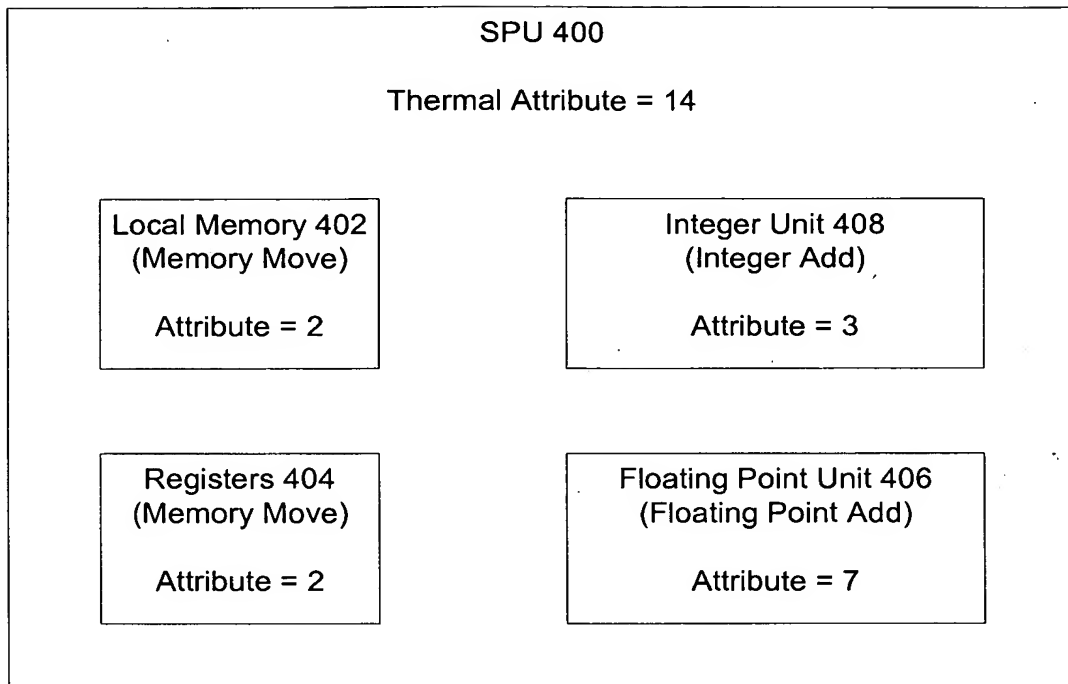 SPU 400
Thermal Attribute = 14
Local Memory 402
(Memory Move)
Attribute = 2
Integer Unit 408
(Integer Add)
Attribute = 3
Registers 404
(Memory Move)
Attribute = 2
Floating Point Unit 406
(Floating Point Add)
Attribute = 7